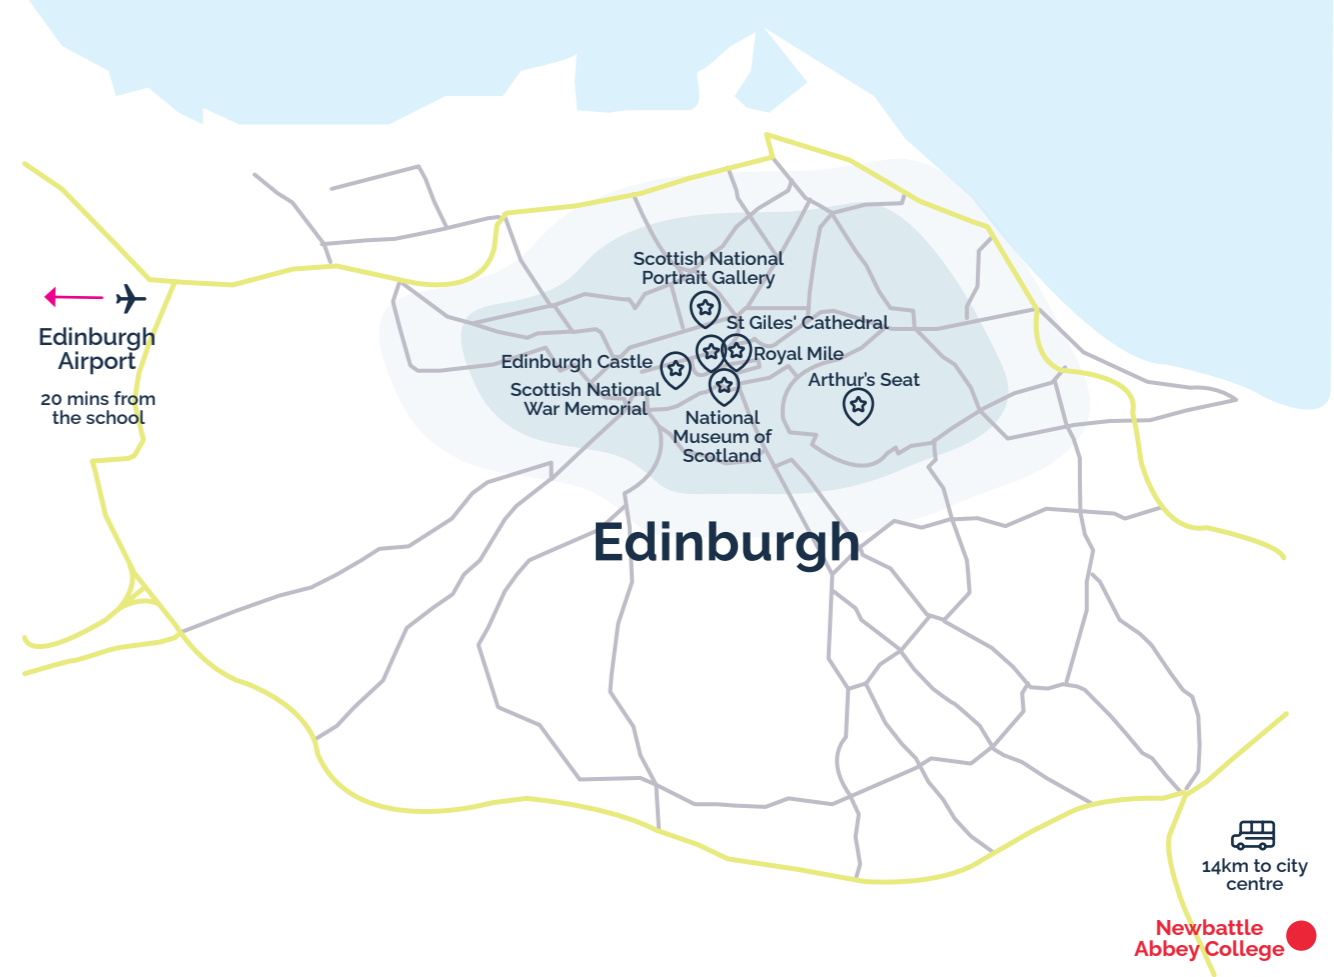 Scottish National
Portrait Gallery
St Giles' Cathedral
Edinburgh Castle
Royal Mile
Scottish National
War Memorial
Arthur's Seat
National
Museum of
Scotland
Edinburgh
Airport
20 mins from
the school
Edinburgh
14km to city
centre
Newbattle
Abbey College